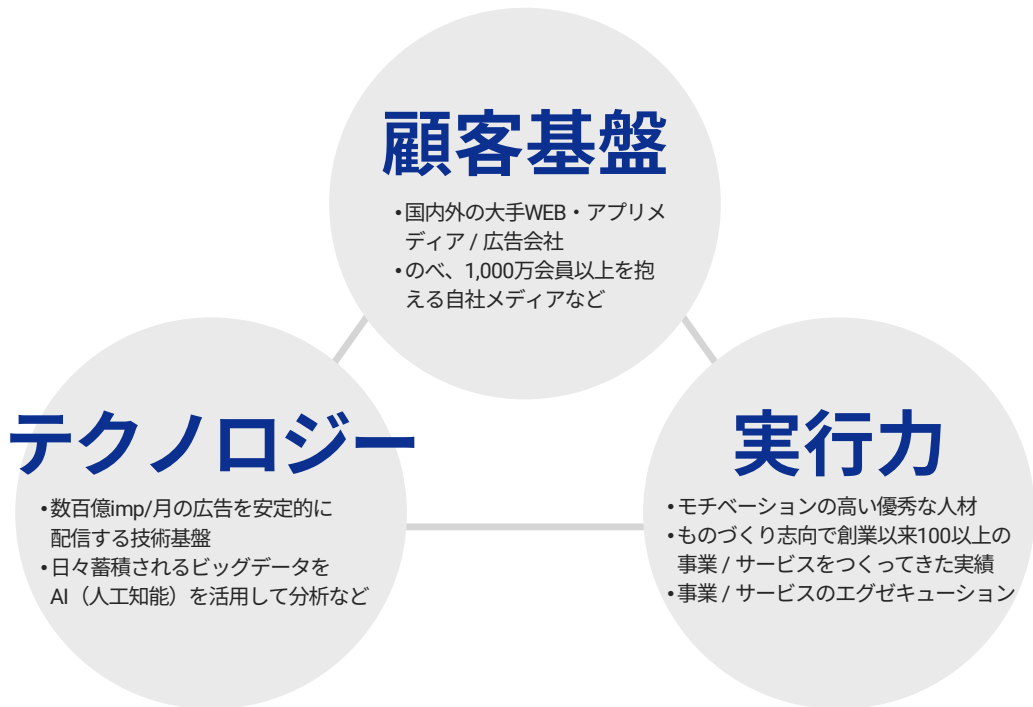 顧客基盤
•国内外の大手WEB・アプリメ
ディア / 広告会社
•のべ、1,000万会員以上を抱
える自社メディアなど
テクノロジー
•数百億imp/月の広告を安定的に
配信する技術基盤
•日々蓄積されるビッグデータを
AI（人工知能）を活用して分析など
実行力
•モチベーションの高い優秀な人材
•ものづくり志向で創業以来100以上の
事業 / サービスをつくってきた実績
•事業 / サービスのエグゼキューション